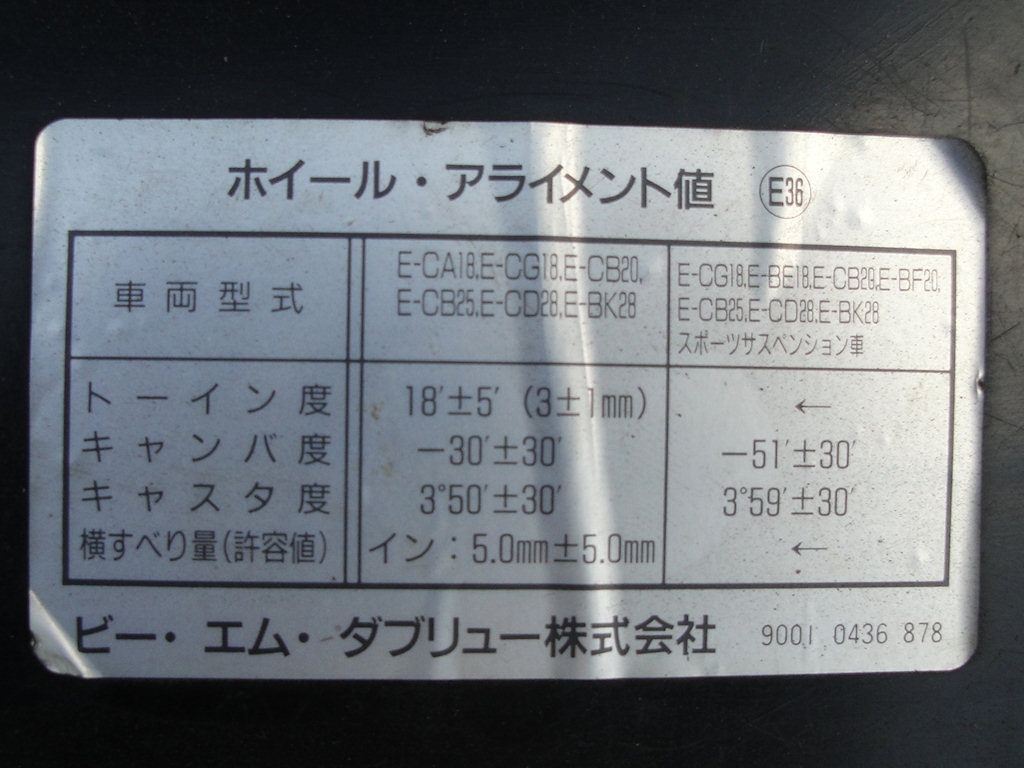 ホイール・アライメント値 E36
車両型式
E-CA18,E-CG18,E-CB20,
E-CB25,E-CD28,E-BK28
E-CG18,E-BE18,E-CB20,E-BF20,
E-CB25,E-CD28,E-BK28
スポーツサスペンション車
トーイン度 18′±5′ (3±1mm) ←
キャンバ度 −30′±30′ −51′±30′
キャスタ度 3°50′±30′ 3°59′±30′
横すべり量(許容値) イン：5.0mm±5.0mm ←
ビー・エム・ダブリュー株式会社 9001 0436 878